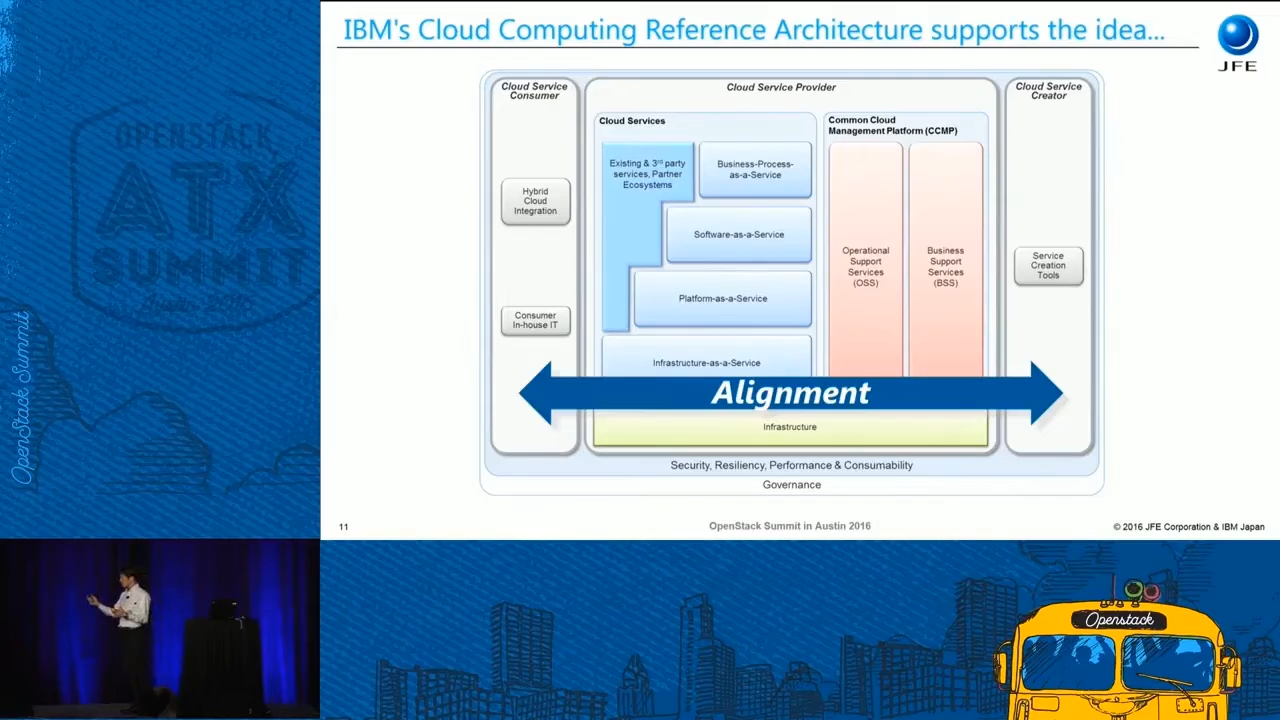 IBM's Cloud Computing Reference Architecture supports the idea...
JFE
Cloud Service
Consumer
Hybrid
Cloud
Integration
Consumer
In-house IT
Cloud Service Provider
Cloud Services
Existing & 3rd party
services, Partner
Ecosystems
Business-Process-
as-a-Service
Software-as-a-Service
Platform-as-a-Service
Infrastructure-as-a-Service
Common Cloud
Management Platform (CCMP)
Operational
Support
Services
(OSS)
Business
Support
Services
(BSS)
Cloud Service
Creator
Service
Creation
Tools
Alignment
Infrastructure
Security, Resiliency, Performance & Consumability
Governance
11
OpenStack Summit in Austin 2016
© 2016 JFE Corporation & IBM Japan
OPENSTACK
ATX
SUMMIT
OpenStack Summit
Openstack